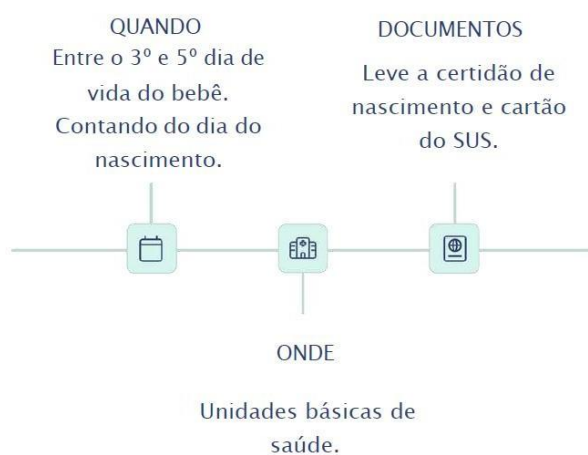 QUANDO
Entre o 3º e 5º dia de
vida do bebê.
Contando do dia do
nascimento.
DOCUMENTOS
Leve a certidão de
nascimento e cartão
do SUS.
ONDE
Unidades básicas de
saúde.